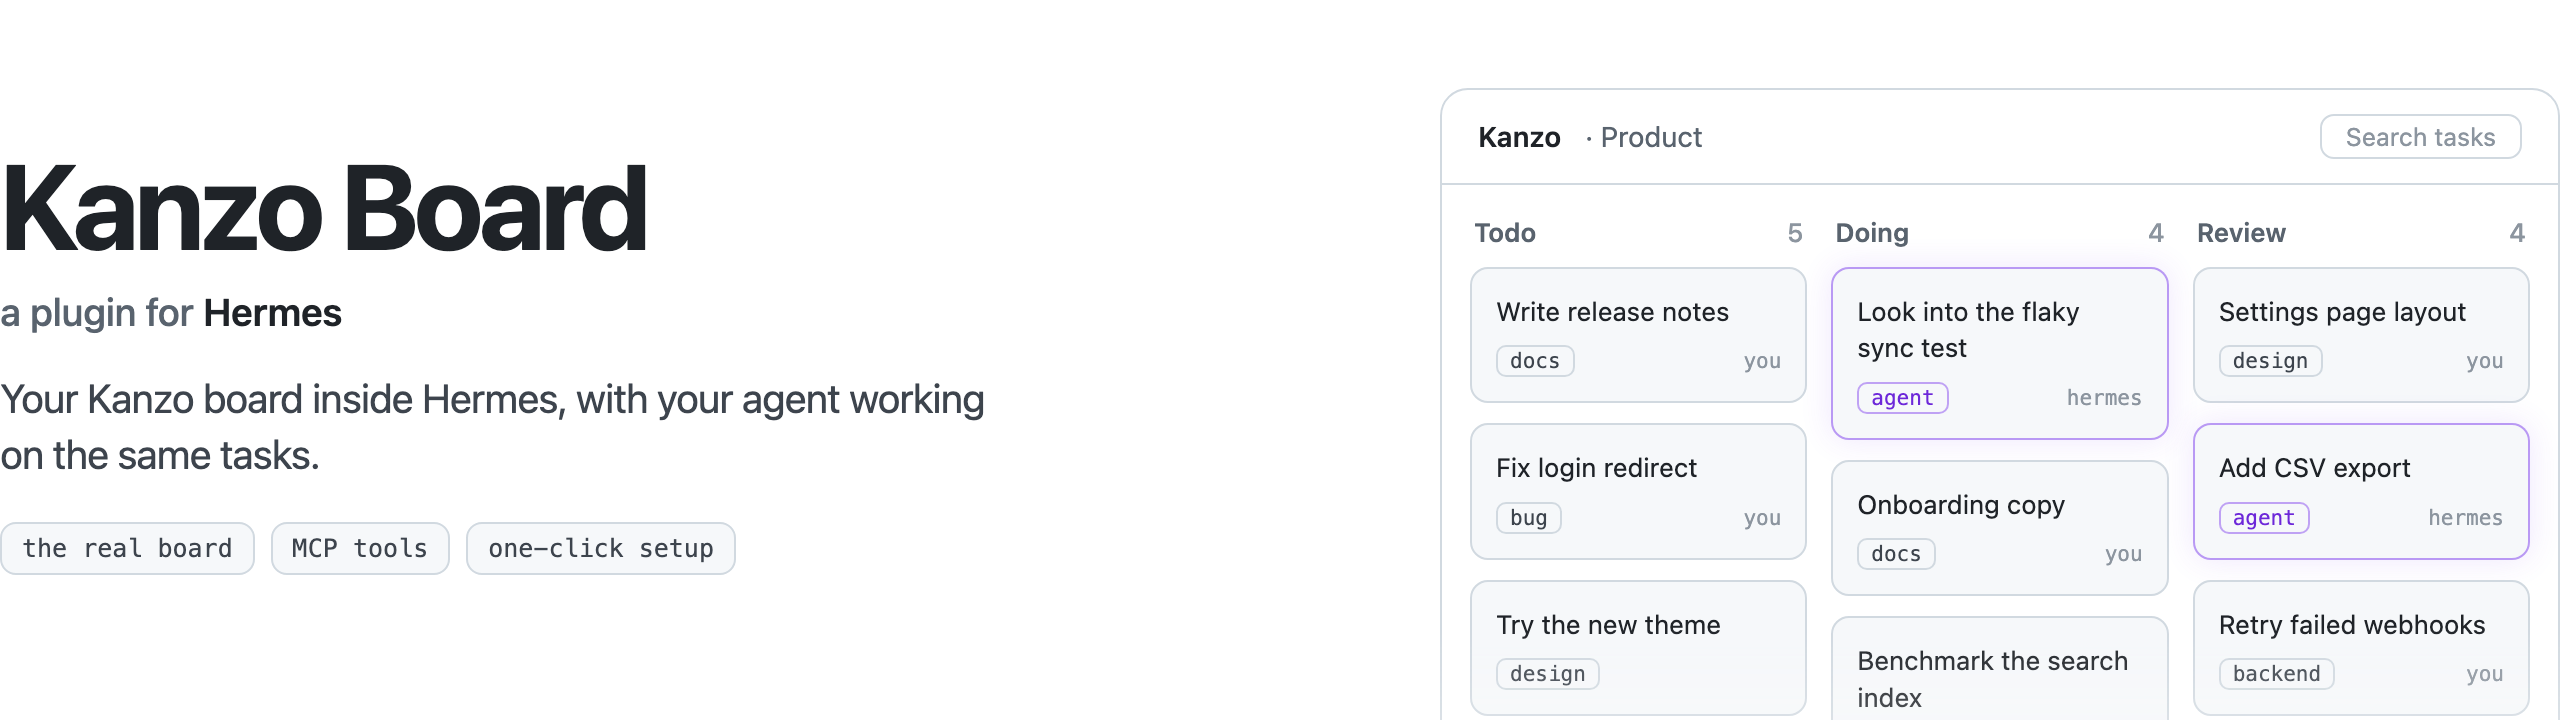 Kanzo Board
a plugin for Hermes
Your Kanzo board inside Hermes, with your agent working
on the same tasks.
the real board
MCP tools
one-click setup
Kanzo · Product
Search tasks
Todo 5
Write release notes
docs you
Fix login redirect
bug you
Try the new theme
design
Doing 4
Look into the flaky
sync test
agent hermes
Onboarding copy
docs you
Benchmark the search
index
Review 4
Settings page layout
design you
Add CSV export
agent hermes
Retry failed webhooks
backend you